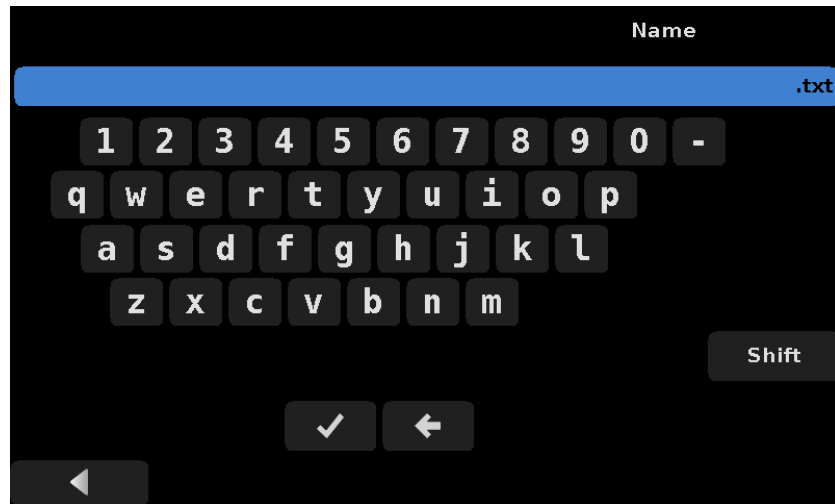 Name
.txt
1 2 3 4 5 6 7 8 9 0 -
q w e r t y u i o p
a s d f g h j k l
z x c v b n m
Shift